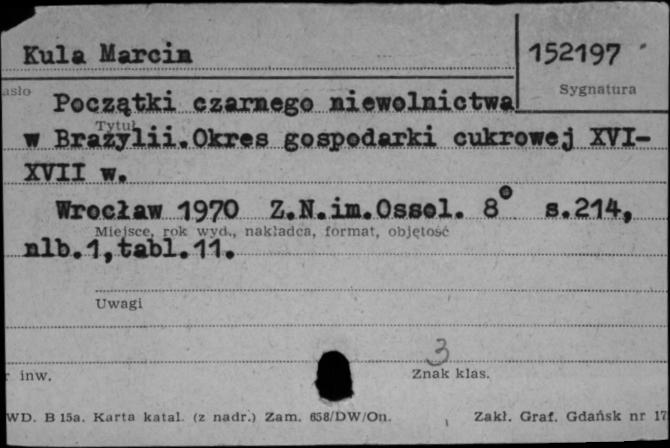 Kula Marcin
152197
asło
Sygnatura
Początki czarnego niewolnictwa
Tytuł
w Brazylii.Okres gospodarki cukrowej XVI-
XVII w.
Wrocław 1970 Z.N.im.Ossol. 8° s.214,
Miejsce, rok wyd., nakładca, format, objętość
nlb.1,tabl.11.
Uwagi
3
r inw.
Znak klas.
WD. B 15a. Karta katal. (z nadr.) Zam. 658/DW/On.
Zakł. Graf. Gdańsk nr 17